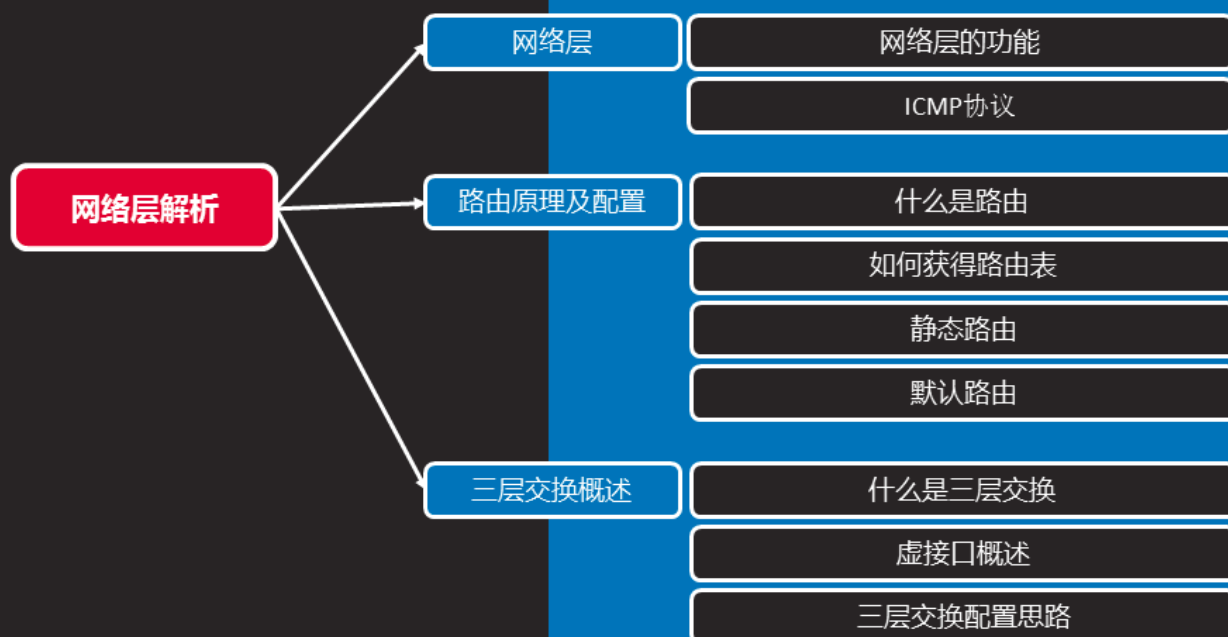 网络层解析
网络层
网络层的功能
ICMP协议
路由原理及配置
什么是路由
如何获得路由表
静态路由
默认路由
三层交换概述
什么是三层交换
虚接口概述
三层交换配置思路